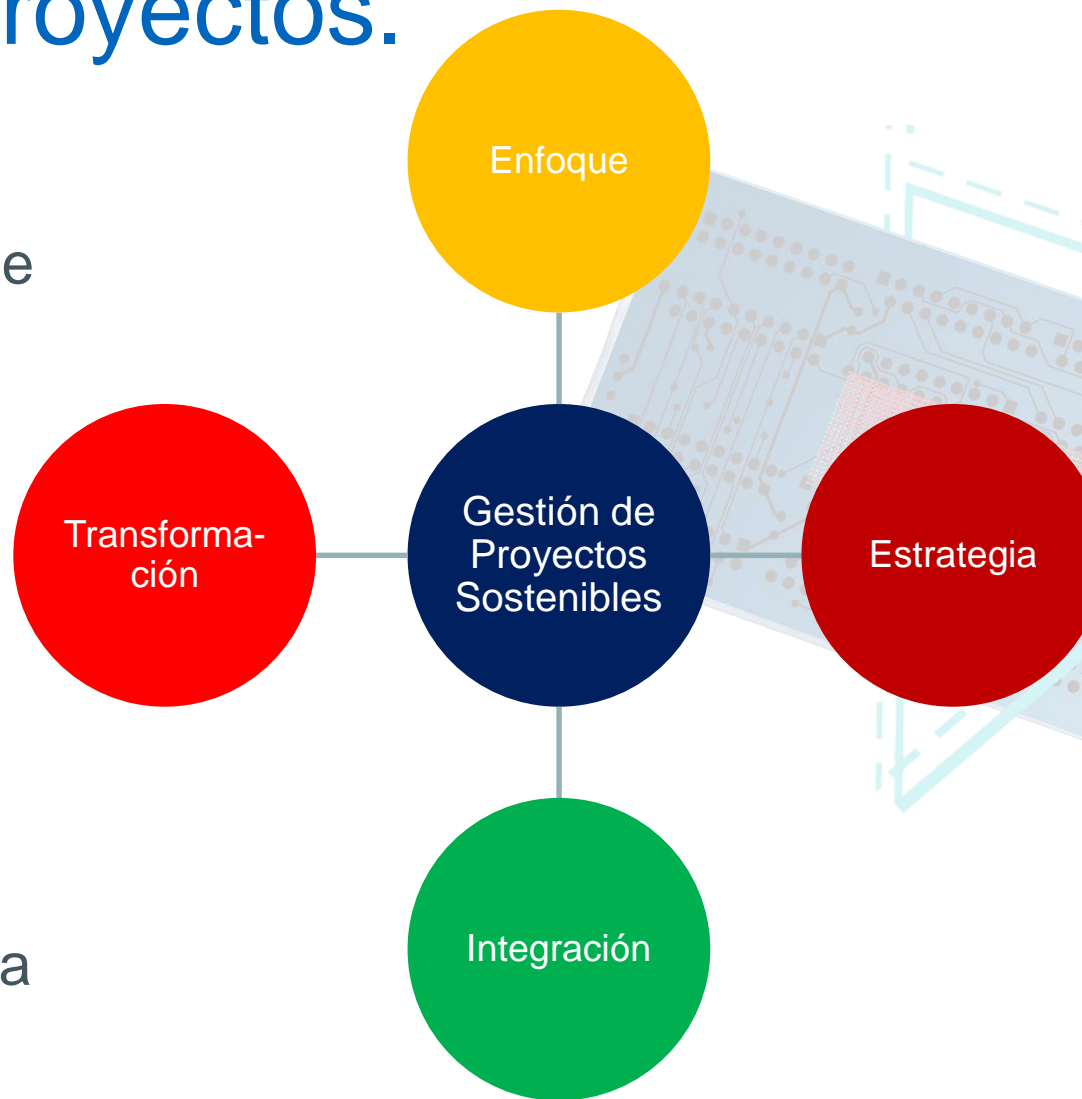 royectos.
Enfoque
e
Transforma-
ción
Gestión de
Proyectos
Sostenibles
Estrategia
Integración
a